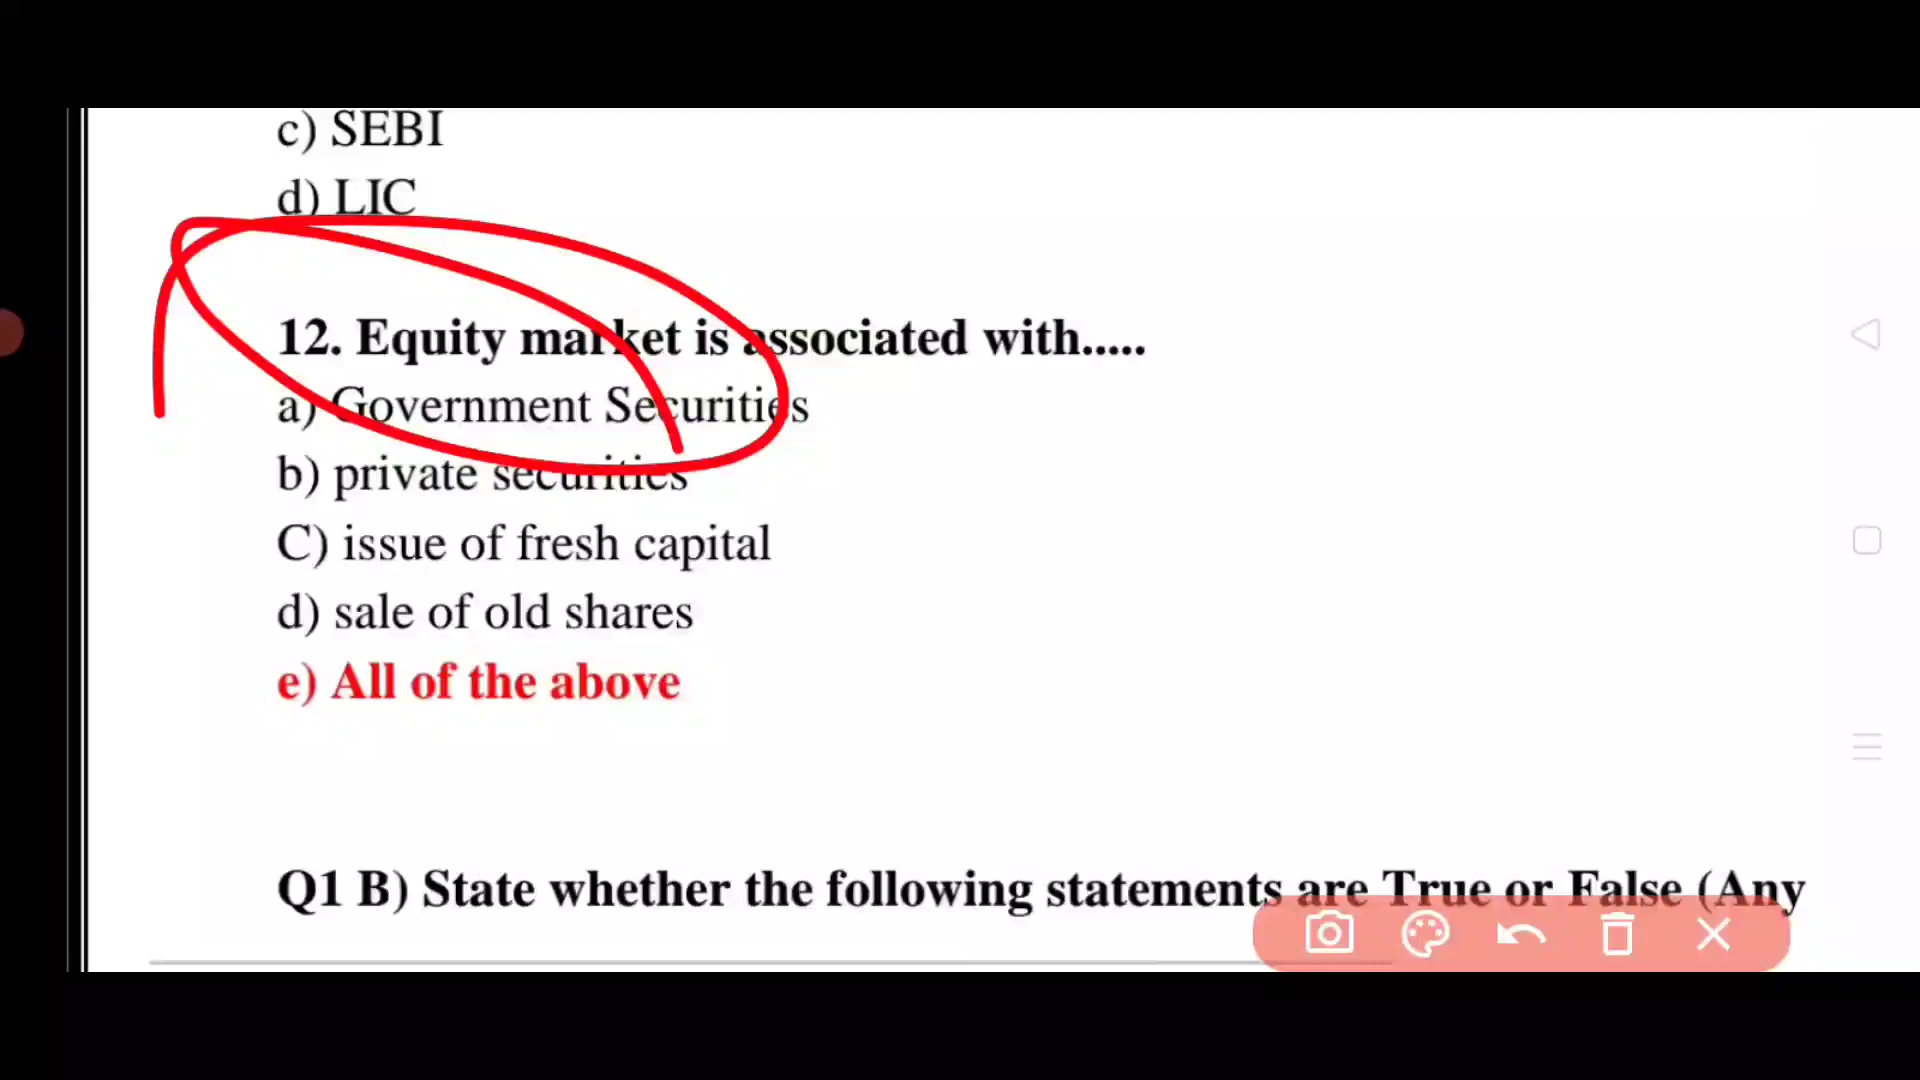 c) SEBI
d) LIC
12. Equity market is associated with.....
a) Government Securities
b) private securities
C) issue of fresh capital
d) sale of old shares
e) All of the above
Q1 B) State whether the following statements are True or False (Any